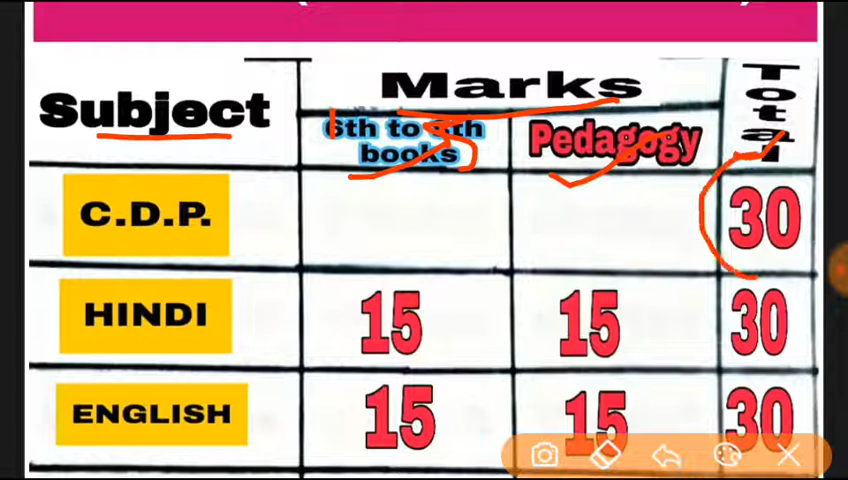 Subject
Marks
Total
6th to 8th
books
Pedagogy
C.D.P.
30
HINDI
15
15
30
ENGLISH
15
15
30